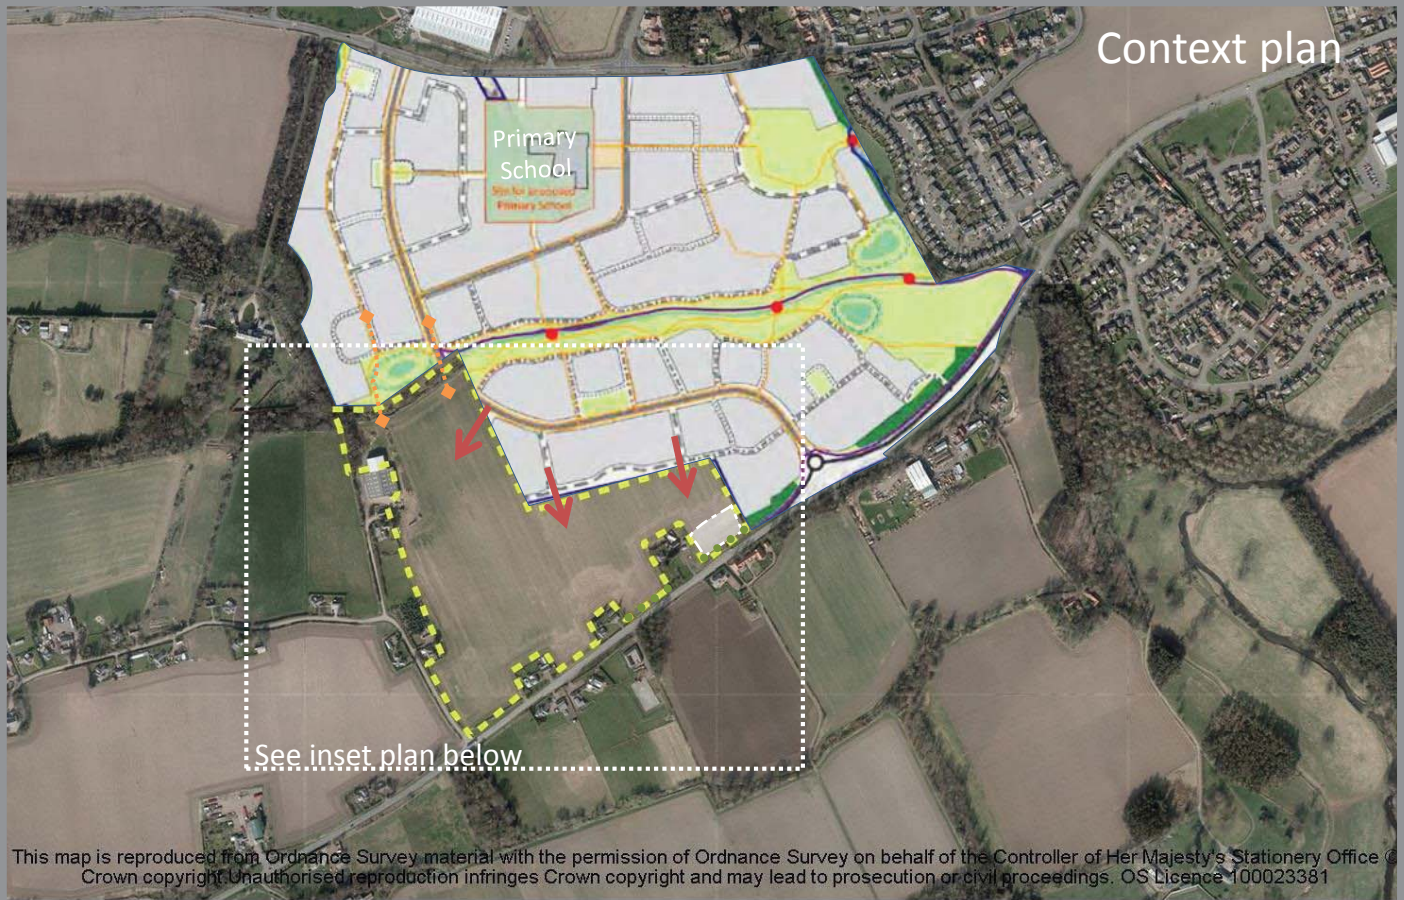 Context plan
Primary
School
Site for proposed
Primary School
See inset plan below
This map is reproduced from Ordnance Survey material with the permission of Ordnance Survey on behalf of the Controller of Her Majesty's Stationery Office ©
Crown copyright.Unauthorised reproduction infringes Crown copyright and may lead to prosecution or civil proceedings. OS Licence 100023381